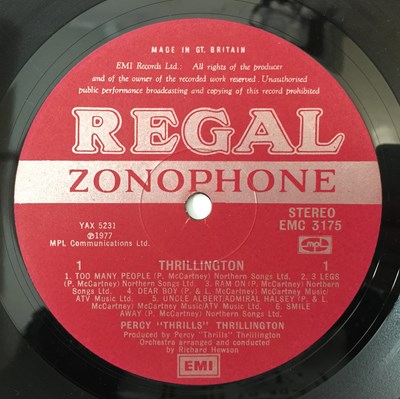 MADE IN GT. BRITAIN
EMI Records Ltd.: All rights of the producer
and of the owner of the recorded work reserved. Unauthorised
public performance broadcasting and copying of this record prohibited
REGAL
ZONOPHONE
YAX 5231
℗1977
MPL Communications Ltd.
STEREO
EMC 3175
mpl
1 THRILLINGTON 1
1. TOO MANY PEOPLE (P. McCartney) Northern Songs Ltd. 2. 3 LEGS
(P. McCartney) Northern Songs Ltd. 3. RAM ON (P. McCartney) Northern
Songs Ltd. 4. DEAR BOY (P. & L. McCartney) McCartney Music/
ATV Music Ltd. 5. UNCLE ALBERT/ADMIRAL HALSEY (P. & L.
McCartney) McCartney Music/ATV Music Ltd. 6. SMILE
AWAY (P. McCartney) Northern Songs Ltd.
PERCY "THRILLS" THRILLINGTON
Produced by Percy "Thrills" Thrillington
Orchestra arranged and conducted
by Richard Hewson
EMI